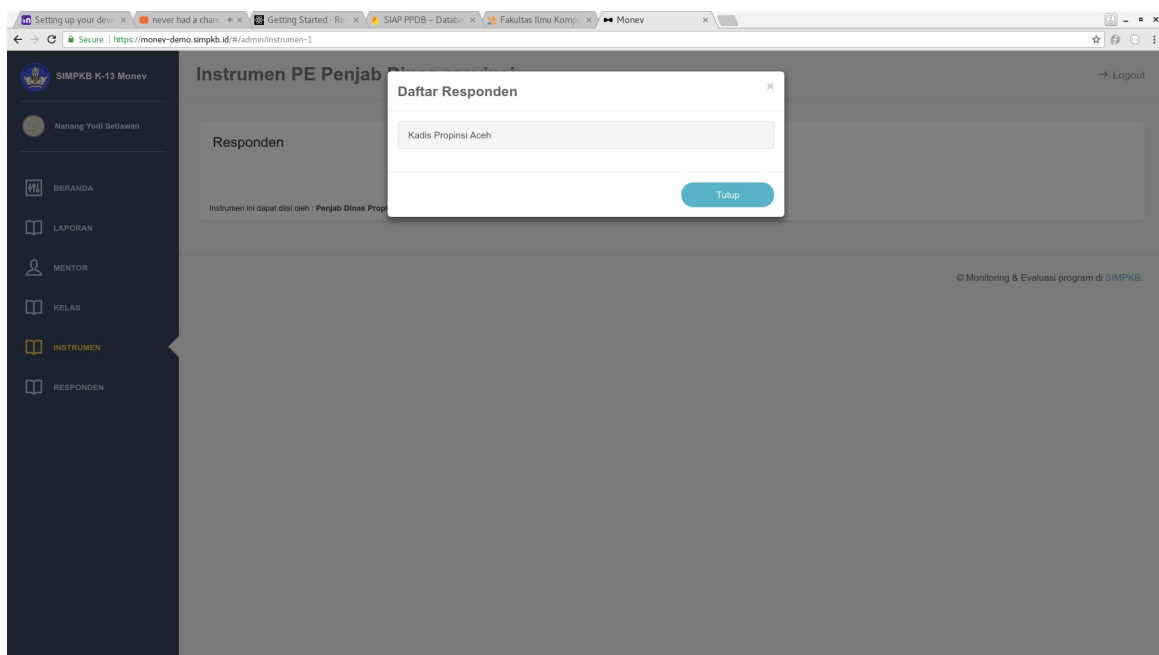 Setting up your deve
never had a chanc
Getting Started - Rea
SIAP PPDB – Databa
Fakultas Ilmu Kompu
Monev
Secure | https://monev-demo.simpkb.id/#/admin/instrumen-1
SIMPKB K-13 Monev
Instrumen PE Penjab
Logout
Nanang Yudi Setiawan
Daftar Responden
Kadis Propinsi Aceh
Tutup
Responden
Instrumen ini dapat diisi oleh : Penjab Dinas Propi
BERANDA
LAPORAN
MENTOR
KELAS
INSTRUMEN
RESPONDEN
© Monitoring & Evaluasi program di SIMPKB.